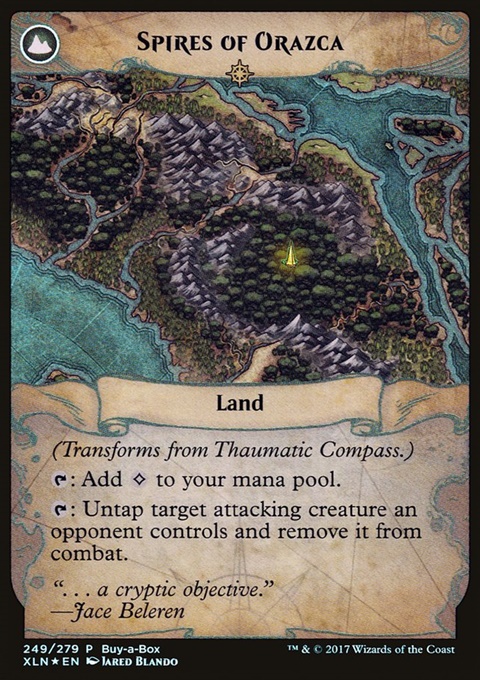 SPIRES OF ORAZCA
Land
(Transforms from Thaumatic Compass.)
: Add to your mana pool.
: Untap target attacking creature an
opponent controls and remove it from
combat.
“. . . a cryptic objective.”
—Jace Beleren
249/279 P Buy-a-Box
XLN★EN Jared Blando
™ & © 2017 Wizards of the Coast